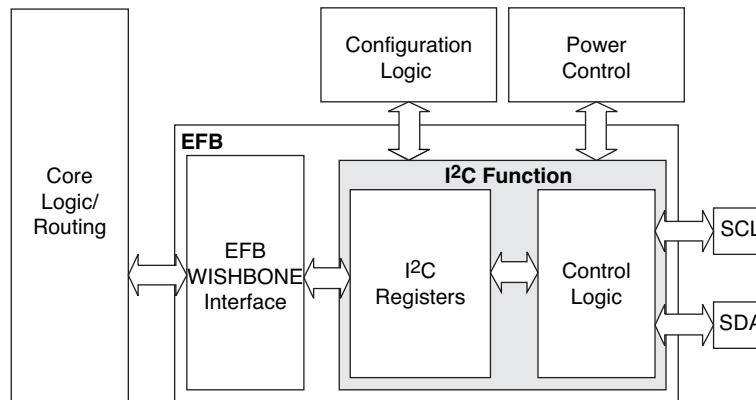 Configuration
Logic
Power
Control
EFB
I²C Function
Core
Logic/
Routing
EFB
WISHBONE
Interface
I²C
Registers
Control
Logic
SCL
SDA